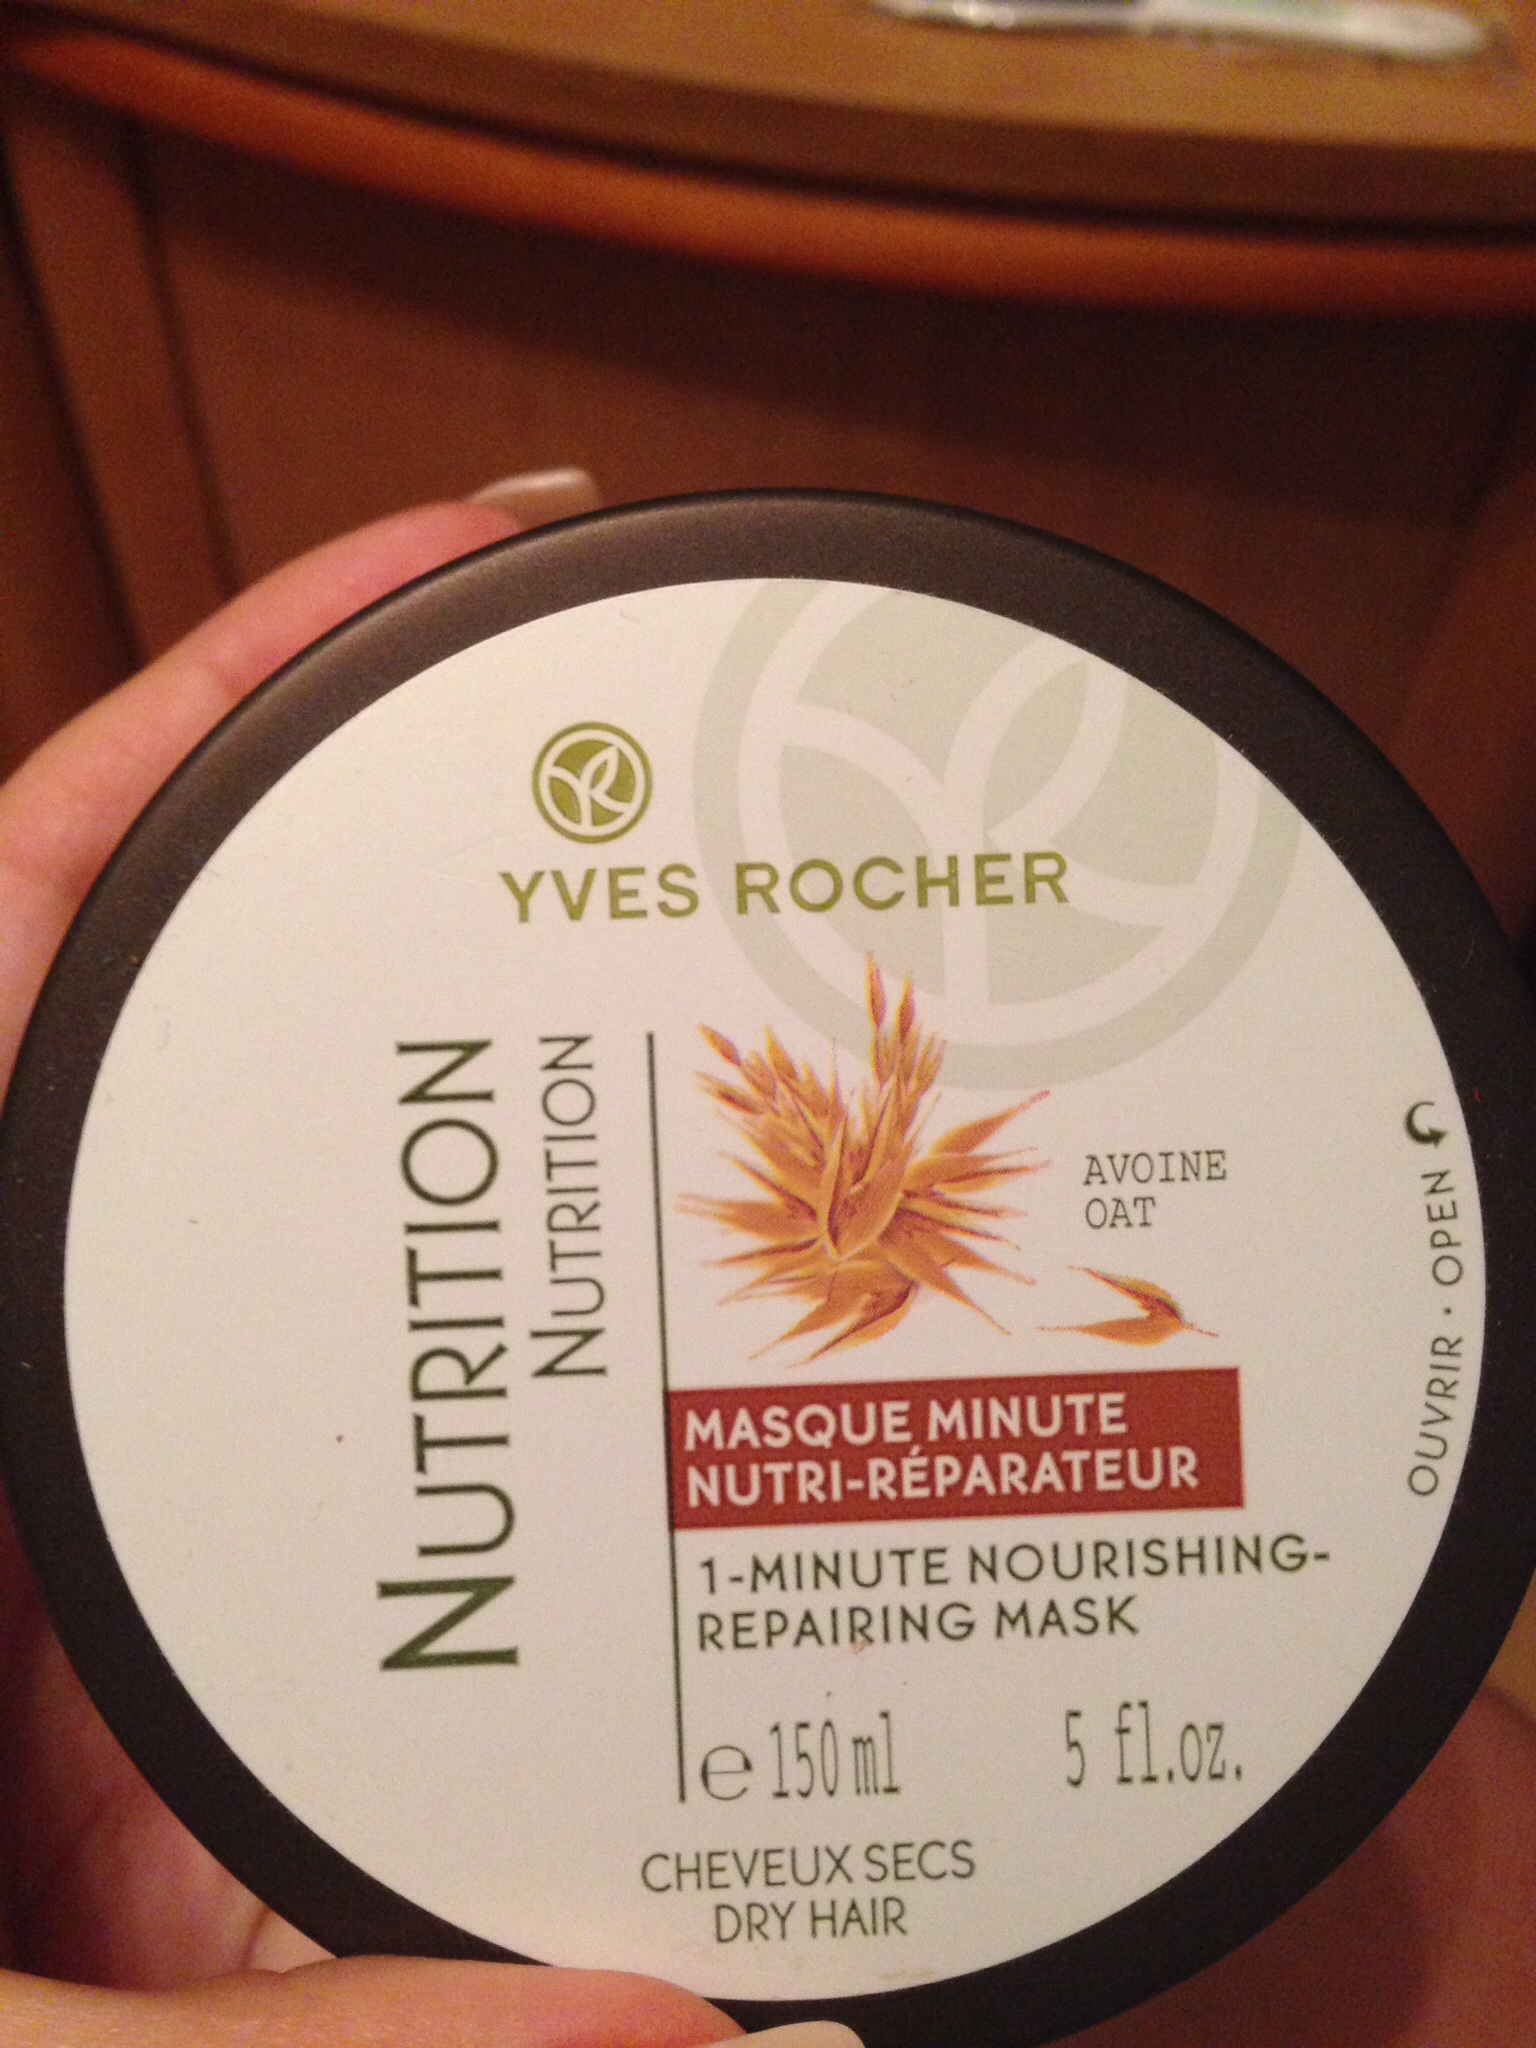 YVES ROCHER
NUTRITION
NUTRITION
AVOINE
OAT
MASQUE MINUTE
NUTRI-RÉPARATEUR
1-MINUTE NOURISHING-
REPAIRING MASK
e 150 ml 5 fl.oz.
CHEVEUX SECS
DRY HAIR
OUVRIR · OPEN